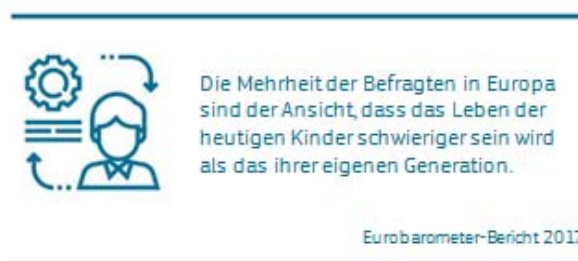 Die Mehrheit der Befragten in Europa
sind der Ansicht, dass das Leben der
heutigen Kinder schwieriger sein wird
als das ihrer eigenen Generation.
Eurobarometer-Bericht 2017